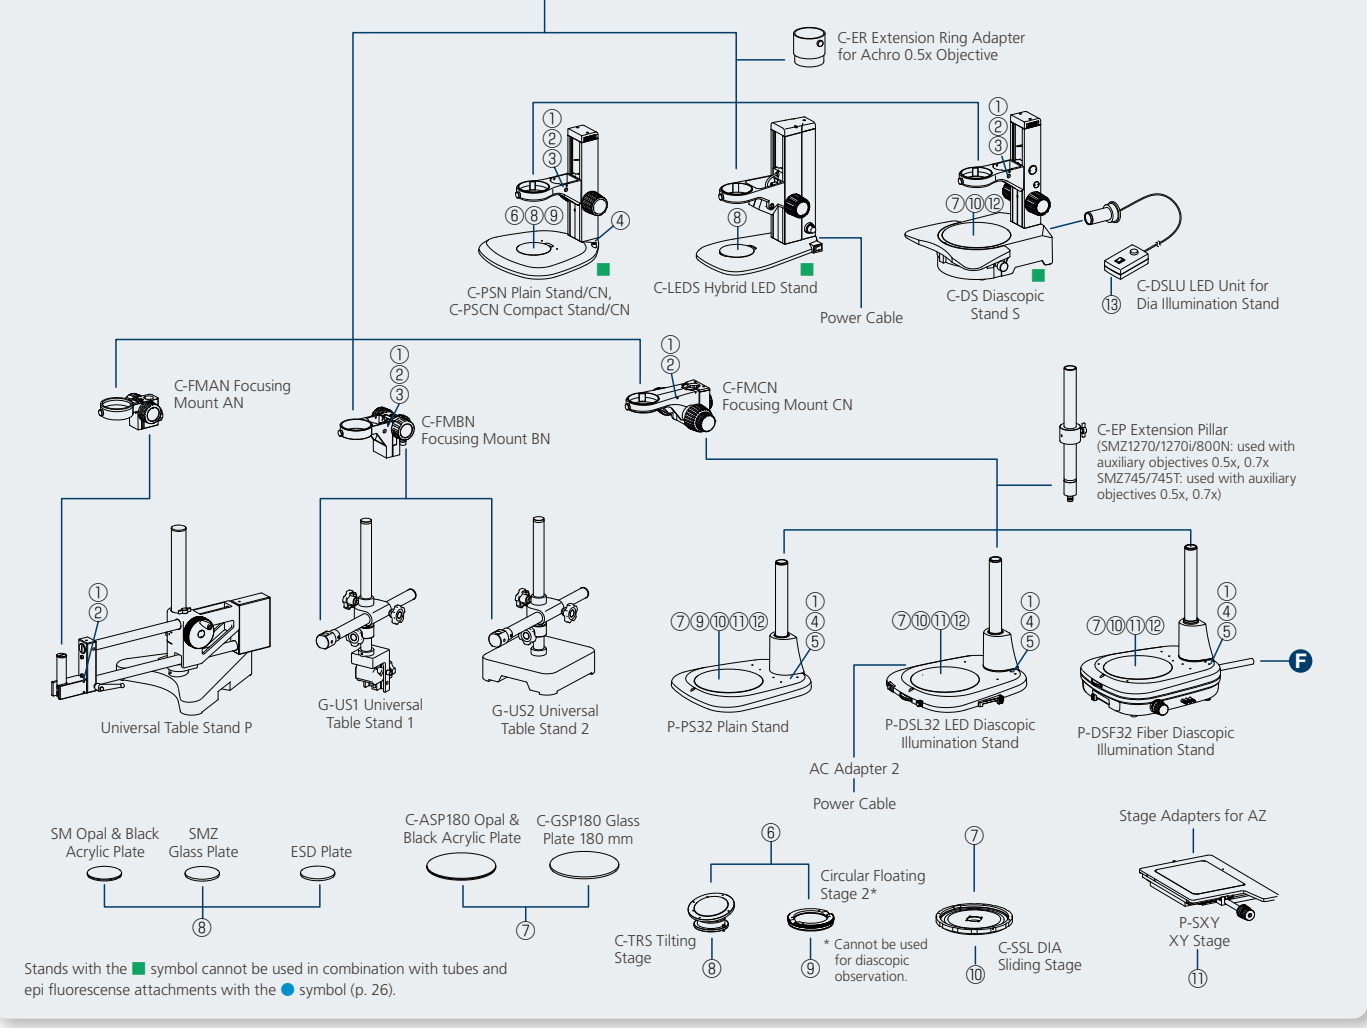 C-ER Extension Ring Adapter
for Achro 0.5x Objective
①
②
③
①
②
③
⑥⑧⑨
④
⑧
⑦⑩⑫
C-PSN Plain Stand/CN,
C-PSCN Compact Stand/CN
C-LEDS Hybrid LED Stand
Power Cable
C-DS Diascopic
Stand S
⑬
C-DSLU LED Unit for
Dia Illumination Stand
C-FMAN Focusing
Mount AN
①
②
③
C-FMBN
Focusing Mount BN
①
②
C-FMCN
Focusing Mount CN
C-EP Extension Pillar
(SMZ1270/1270i/800N: used with
auxiliary objectives 0.5x, 0.7x
SMZ745/745T: used with auxiliary
objectives 0.5x, 0.7x)
①
②
Universal Table Stand P
G-US1 Universal
Table Stand 1
G-US2 Universal
Table Stand 2
⑦⑨⑩⑪⑫
①
④
⑤
P-PS32 Plain Stand
⑦⑩⑪⑫
①
④
⑤
P-DSL32 LED Diascopic
Illumination Stand
AC Adapter 2
Power Cable
⑦⑩⑪⑫
①
④
⑤
F
P-DSF32 Fiber Diascopic
Illumination Stand
SM Opal & Black
Acrylic Plate
SMZ
Glass Plate
ESD Plate
⑧
C-ASP180 Opal &
Black Acrylic Plate
C-GSP180 Glass
Plate 180 mm
⑦
⑥
C-TRS Tilting
Stage
⑧
Circular Floating
Stage 2*
* Cannot be used
for diascopic
observation.
⑨
⑦
C-SSL DIA
Sliding Stage
⑩
Stage Adapters for AZ
P-SXY
XY Stage
⑪
Stands with the ■ symbol cannot be used in combination with tubes and
epi fluorescense attachments with the ● symbol (p. 26).